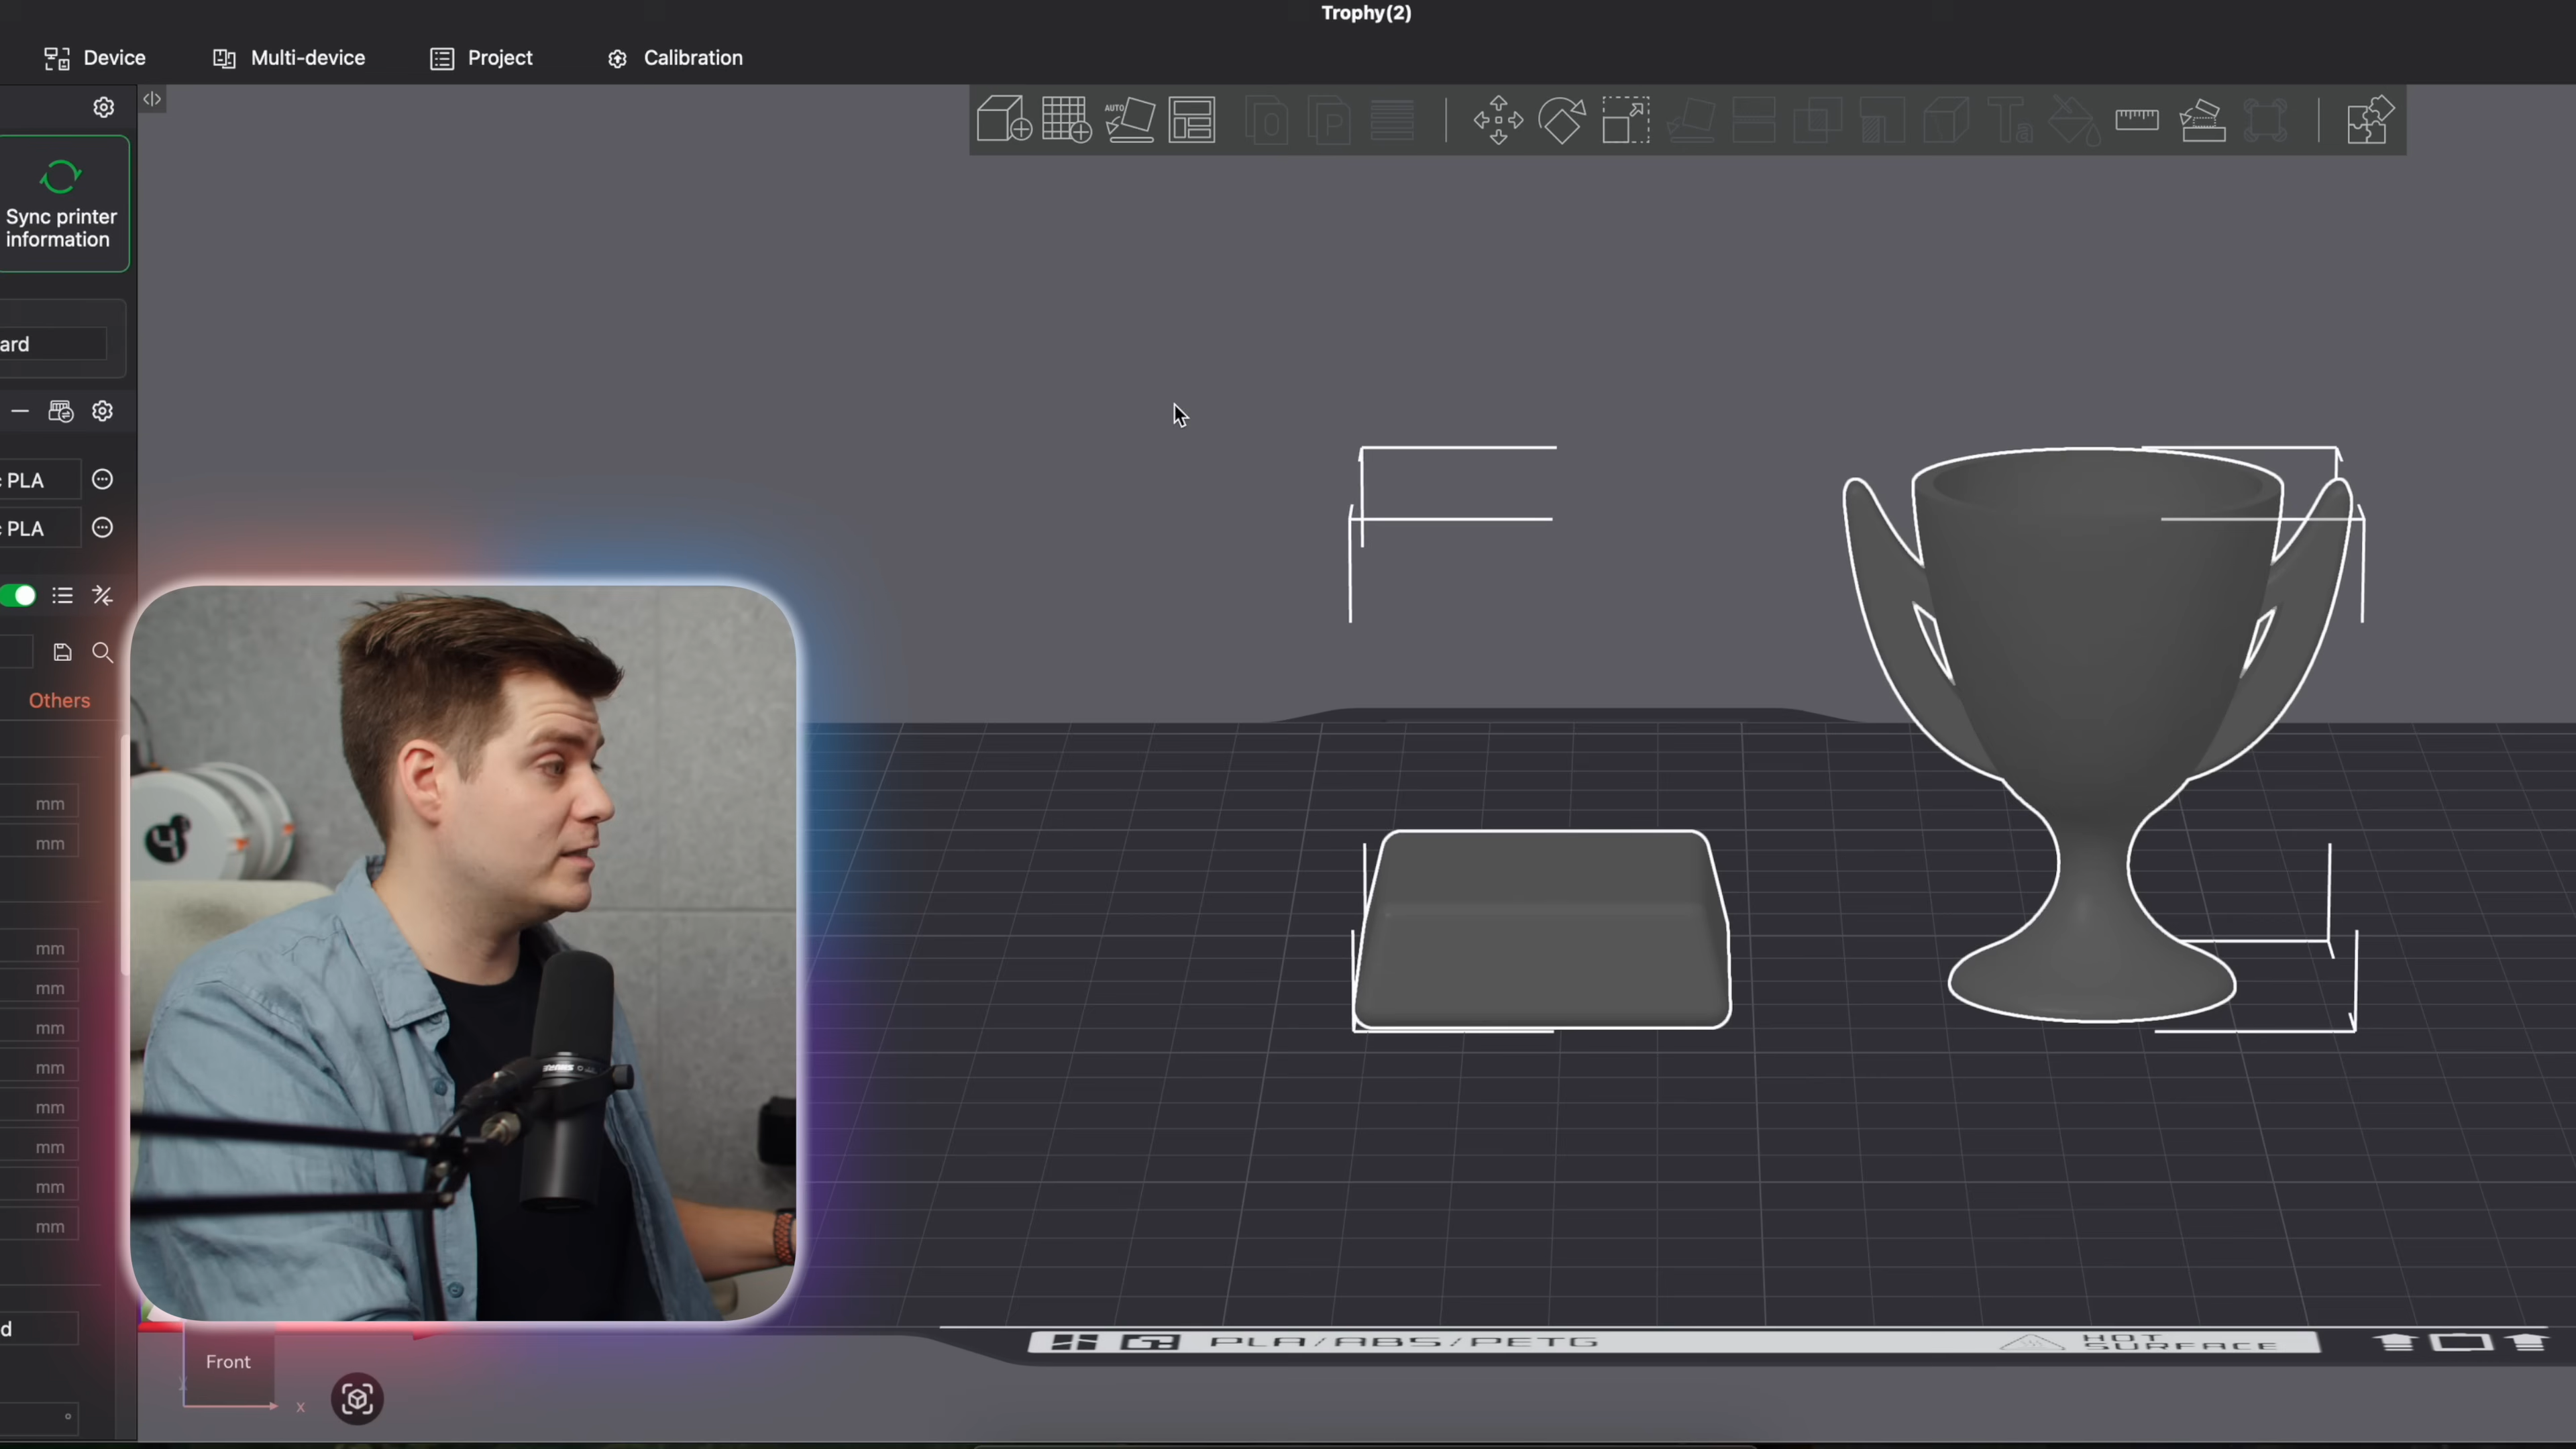 Trophy(2)
Device
Multi-device
Project
Calibration
AUTO
Sync printer
information
ard
PLA
PLA
Others
mm
mm
mm
mm
mm
mm
mm
mm
mm
mm
d
Front
x
PLA/ABS/PETG
HOT
SURFACE